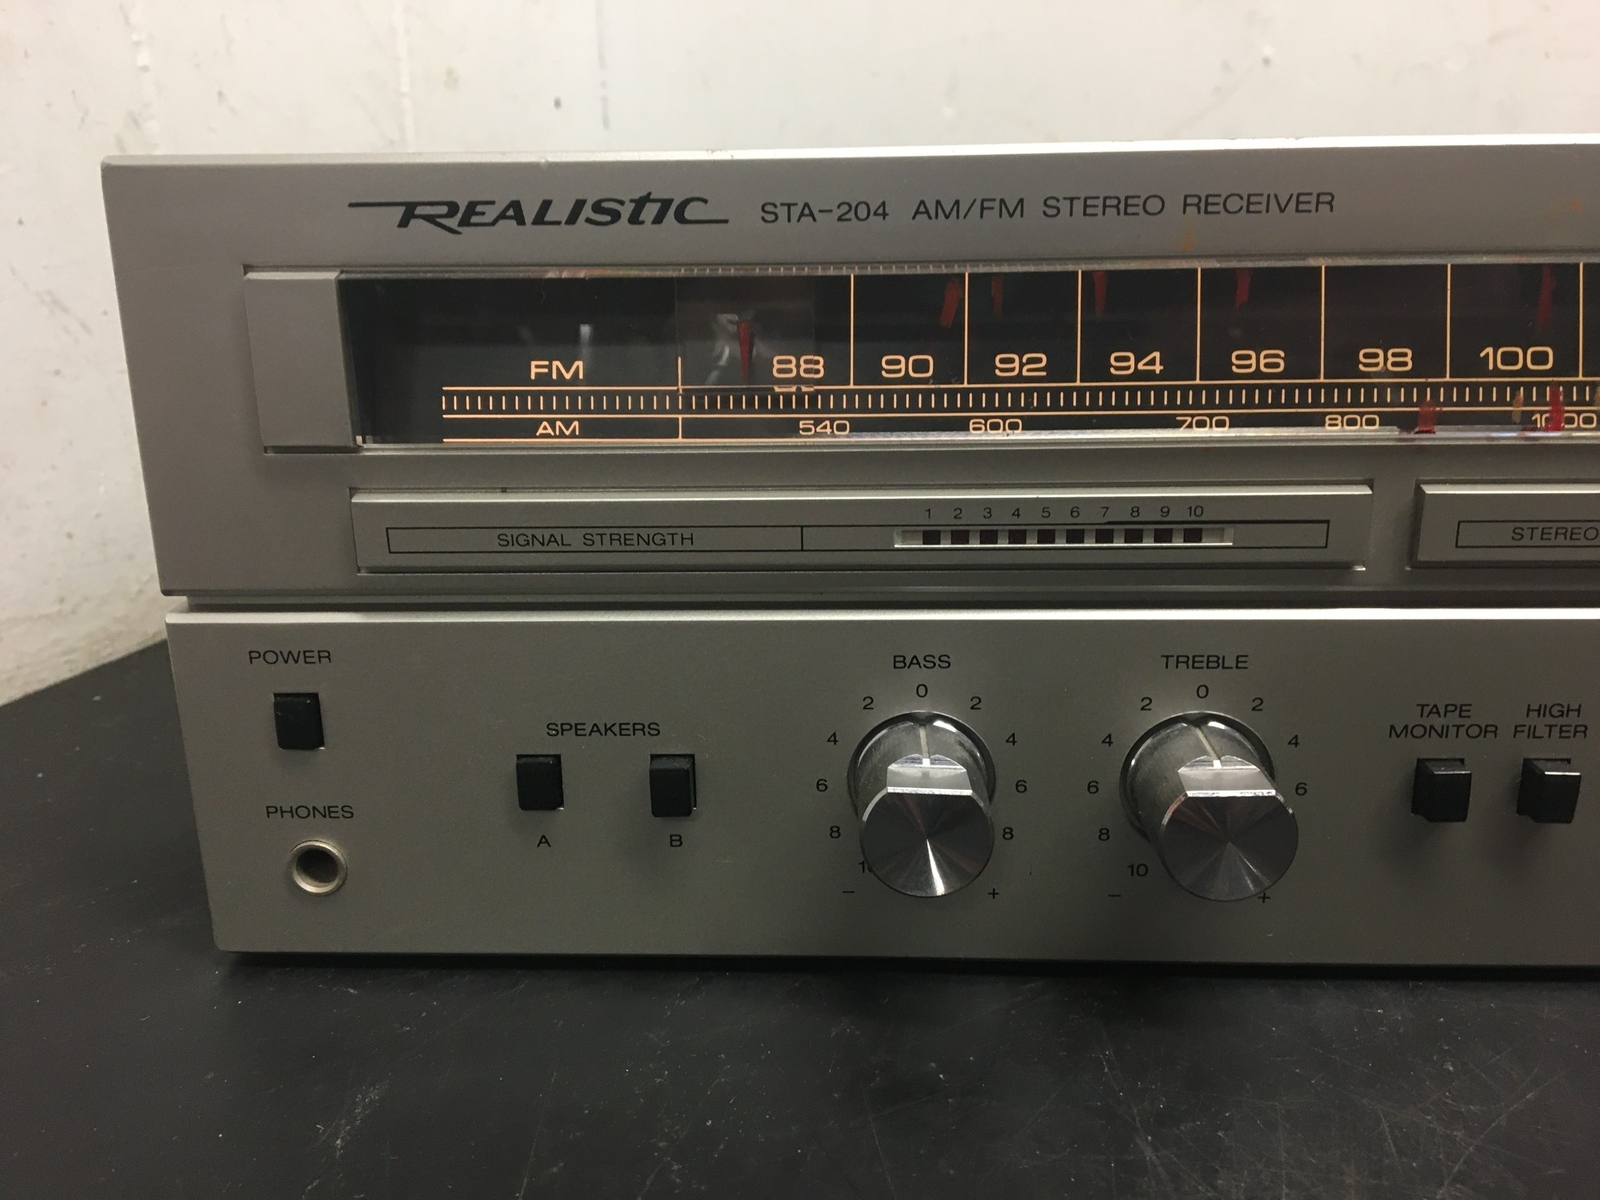 REALISTIC STA-204 AM/FM STEREO RECEIVER
FM 88 90 92 94 96 98 100
AM 540 600 700 800 1000
1 2 3 4 5 6 7 8 9 10
SIGNAL STRENGTH
STEREO
POWER
BASS
TREBLE
0
0
2 2
2 2
TAPE HIGH
MONITOR FILTER
SPEAKERS
4 4
4 4
6 6
6 6
PHONES
8 8
8
A B
10
10
- +
- +